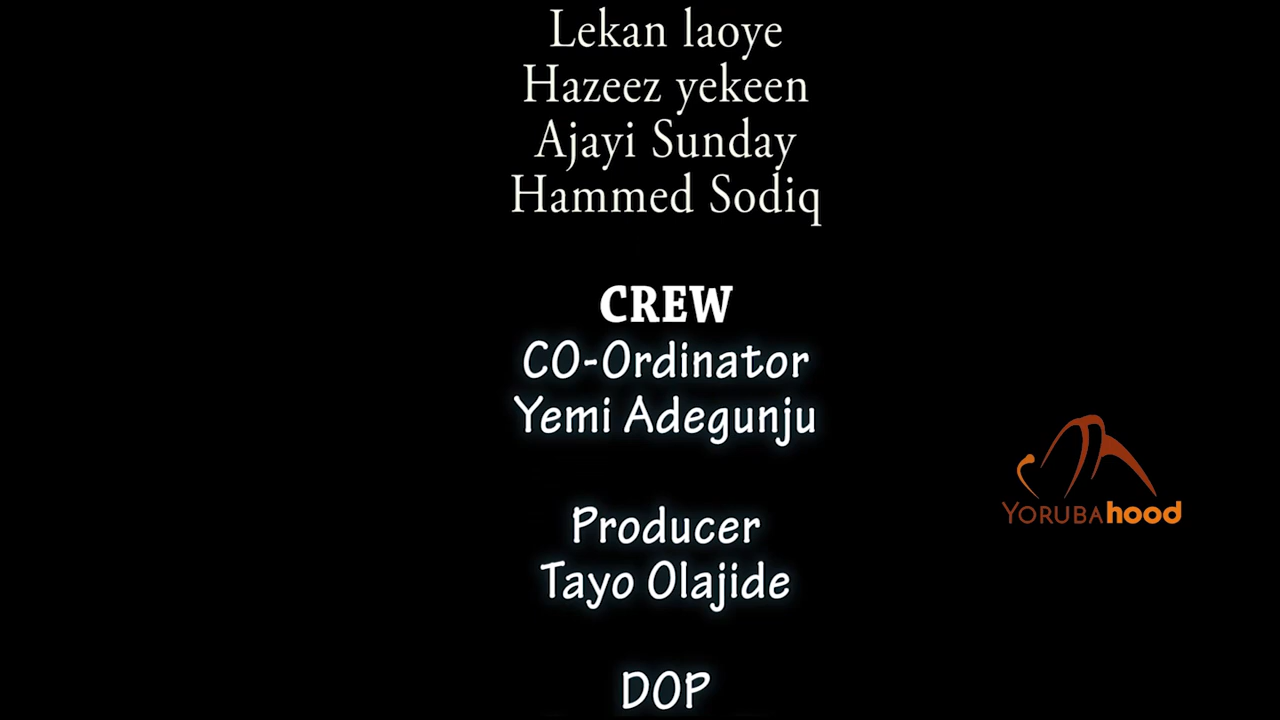 Lekan laoye
Hazeez yekeen
Ajayi Sunday
Hammed Sodiq
CREW
CO-Ordinator
Yemi Adegunju
Producer
Tayo Olajide
DOP
YORUBAhood